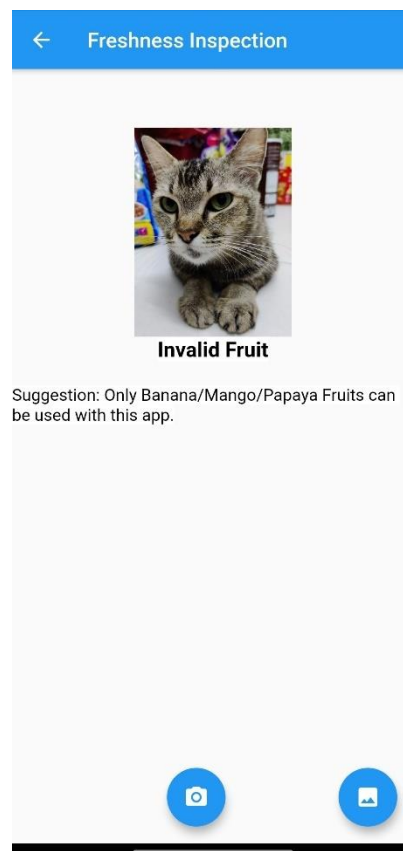 Freshness Inspection
Invalid Fruit
Suggestion: Only Banana/Mango/Papaya Fruits can
be used with this app.